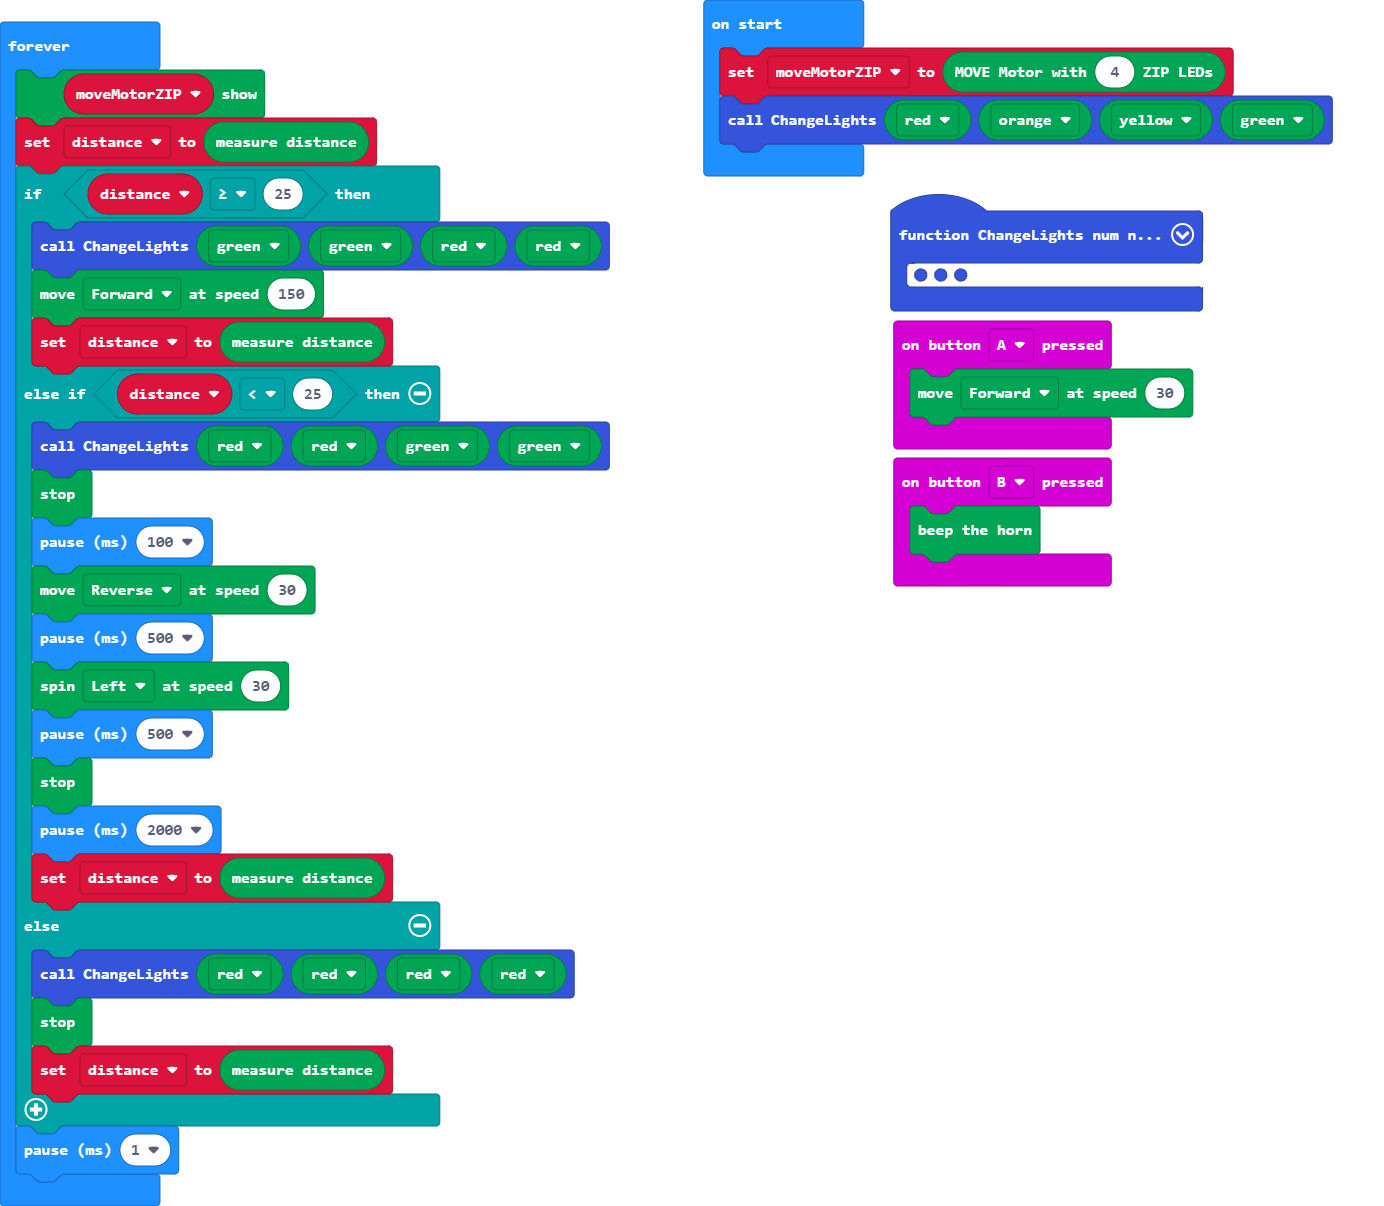 forever
moveMotorZIP show
set distance to measure distance
if distance ≥ 25 then
call ChangeLights green green red red
move Forward at speed 150
set distance to measure distance
else if distance < 25 then
call ChangeLights red red green green
stop
pause (ms) 100
move Reverse at speed 30
pause (ms) 500
spin Left at speed 30
pause (ms) 500
stop
pause (ms) 2000
set distance to measure distance
else
call ChangeLights red red red red
stop
set distance to measure distance
pause (ms) 1
on start
set moveMotorZIP to MOVE Motor with 4 ZIP LEDs
call ChangeLights red orange yellow green
function ChangeLights num n...
on button A pressed
move Forward at speed 30
on button B pressed
beep the horn